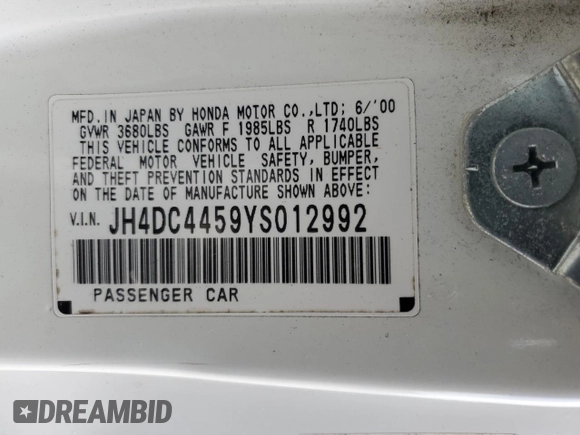 MFD. IN JAPAN BY HONDA MOTOR CO.,LTD; 6/'00
GVWR 3680LBS GAWR F 1985LBS R 1740LBS
THIS VEHICLE CONFORMS TO ALL APPLICABLE
FEDERAL MOTOR VEHICLE SAFETY, BUMPER,
AND THEFT PREVENTION STANDARDS IN EFFECT
ON THE DATE OF MANUFACTURE SHOWN ABOVE:
V.I.N. JH4DC4459YS012992
PASSENGER CAR
DREAMBID